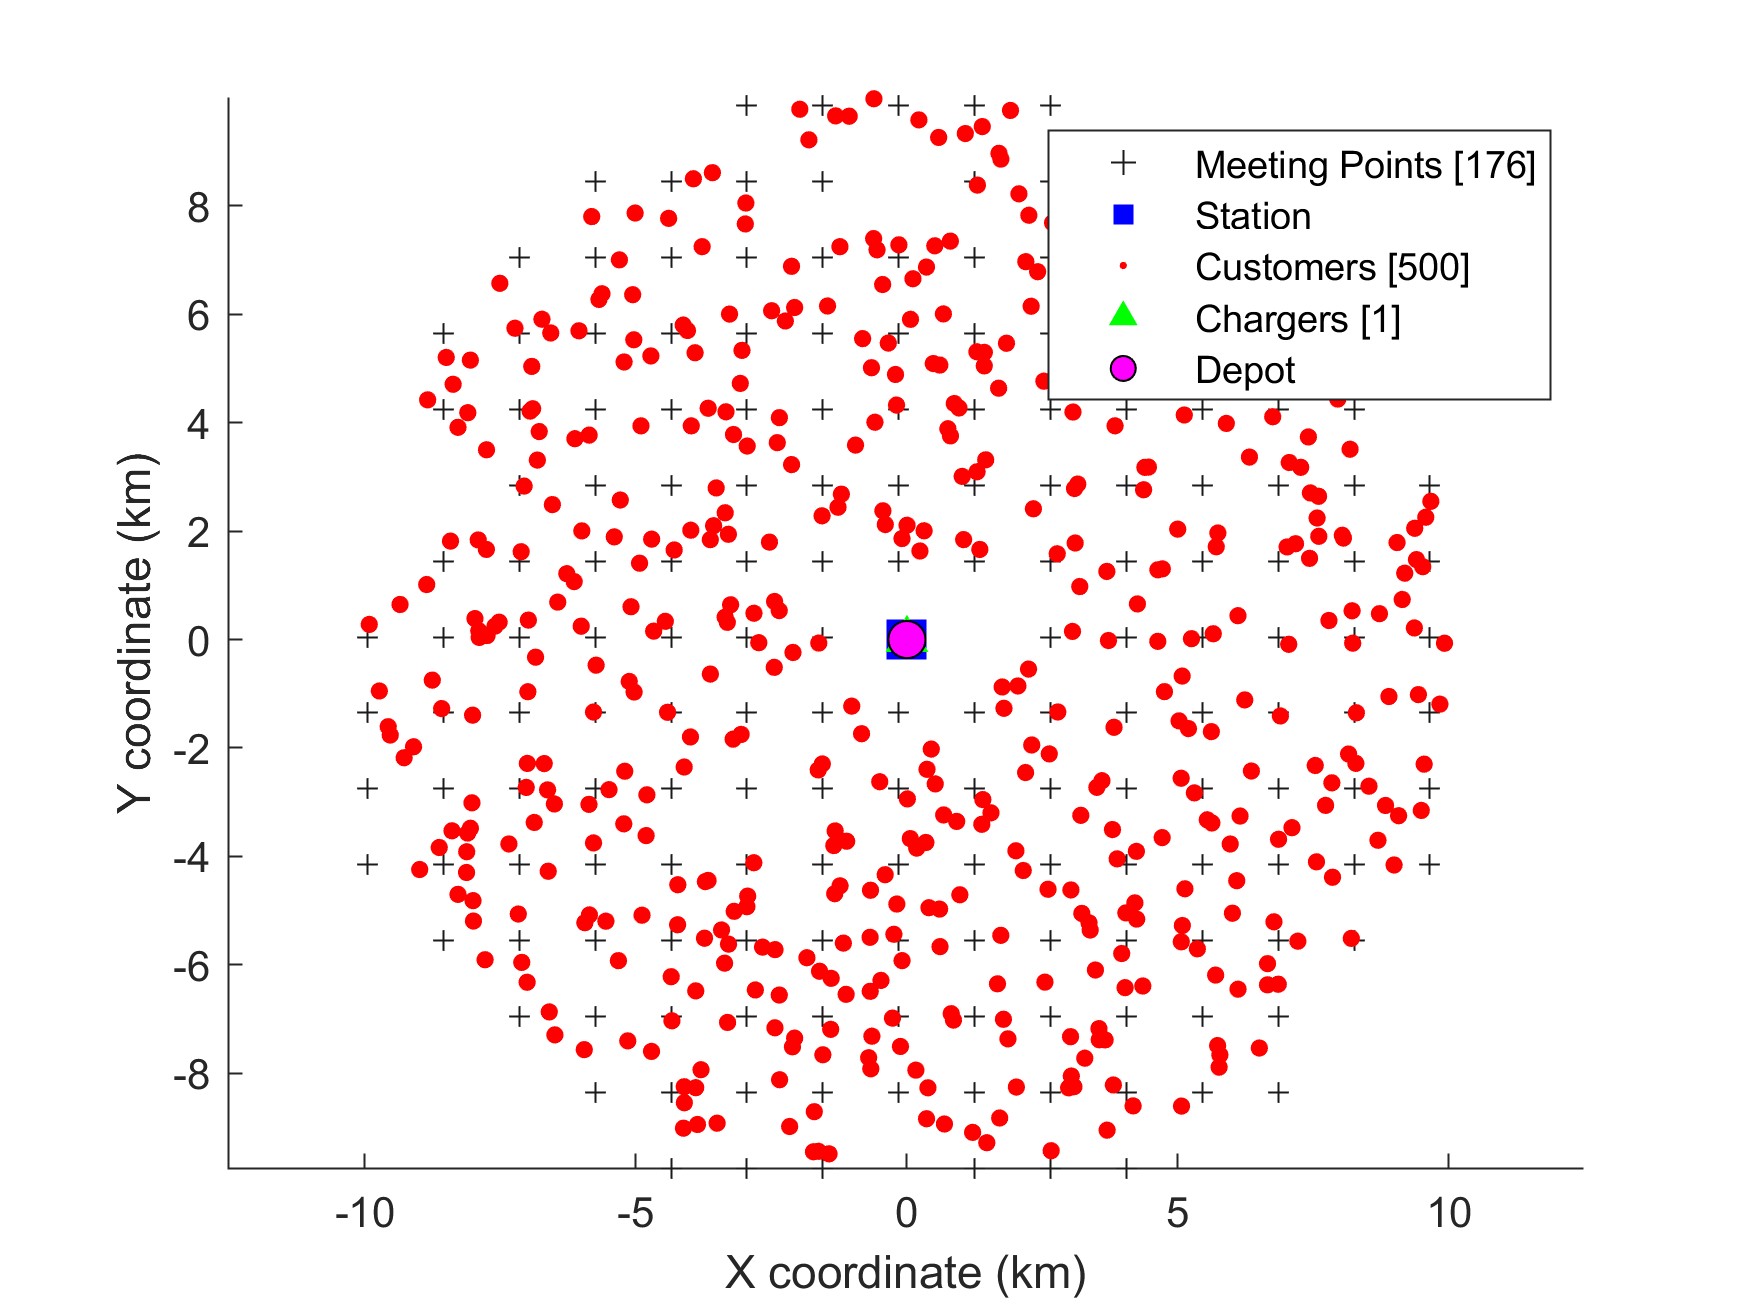 Meeting Points [176]
Station
Customers [500]
Chargers [1]
Depot
8
6
4
2
0
-2
-4
-6
-8
Y coordinate (km)
-10 -5 0 5 10
X coordinate (km)